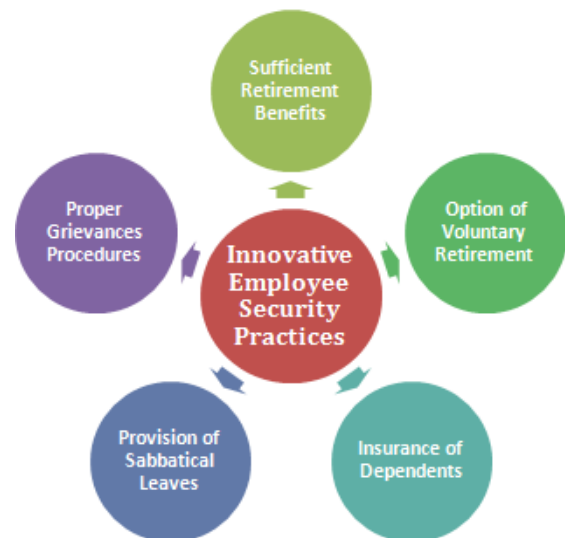 Sufficient
Retirement
Benefits
Proper
Grievances
Procedures
Option of
Voluntary
Retirement
Innovative
Employee
Security
Practices
Provision of
Sabbatical
Leaves
Insurance of
Dependents